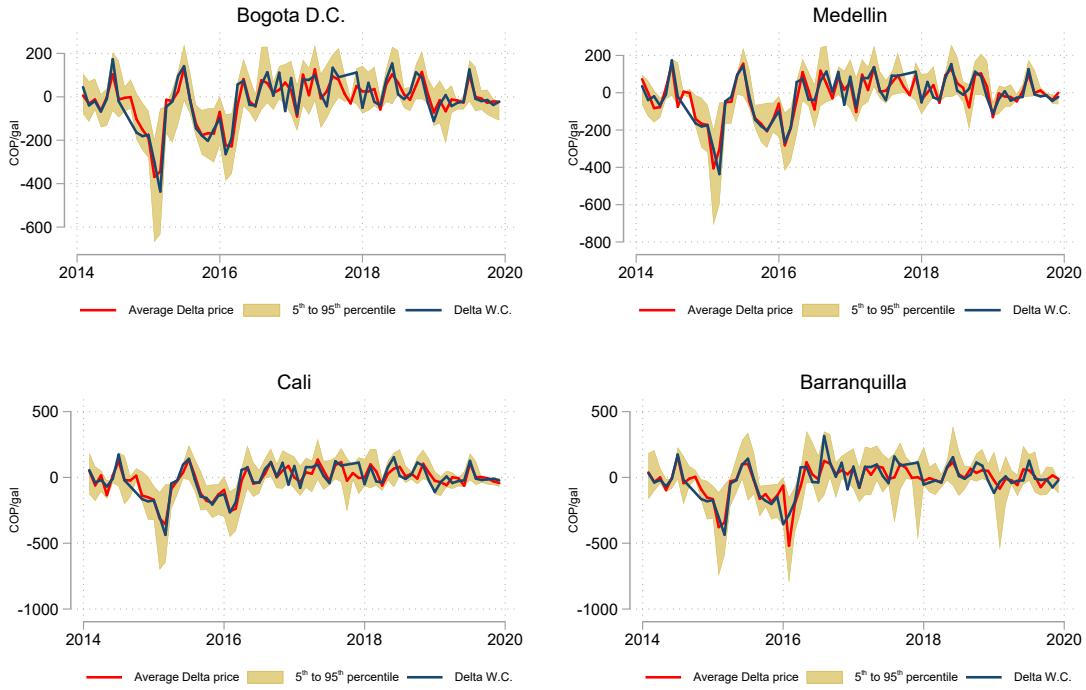 Bogota D.C.
COP/gal
200
0
-200
-400
-600
2014 2016 2018 2020
Average Delta price 5th to 95th percentile Delta W.C.
Medellin
COP/gal
200
0
-200
-400
-600
-800
2014 2016 2018 2020
Average Delta price 5th to 95th percentile Delta W.C.
Cali
COP/gal
500
0
-500
-1000
2014 2016 2018 2020
Average Delta price 5th to 95th percentile Delta W.C.
Barranquilla
COP/gal
500
0
-500
-1000
2014 2016 2018 2020
Average Delta price 5th to 95th percentile Delta W.C.